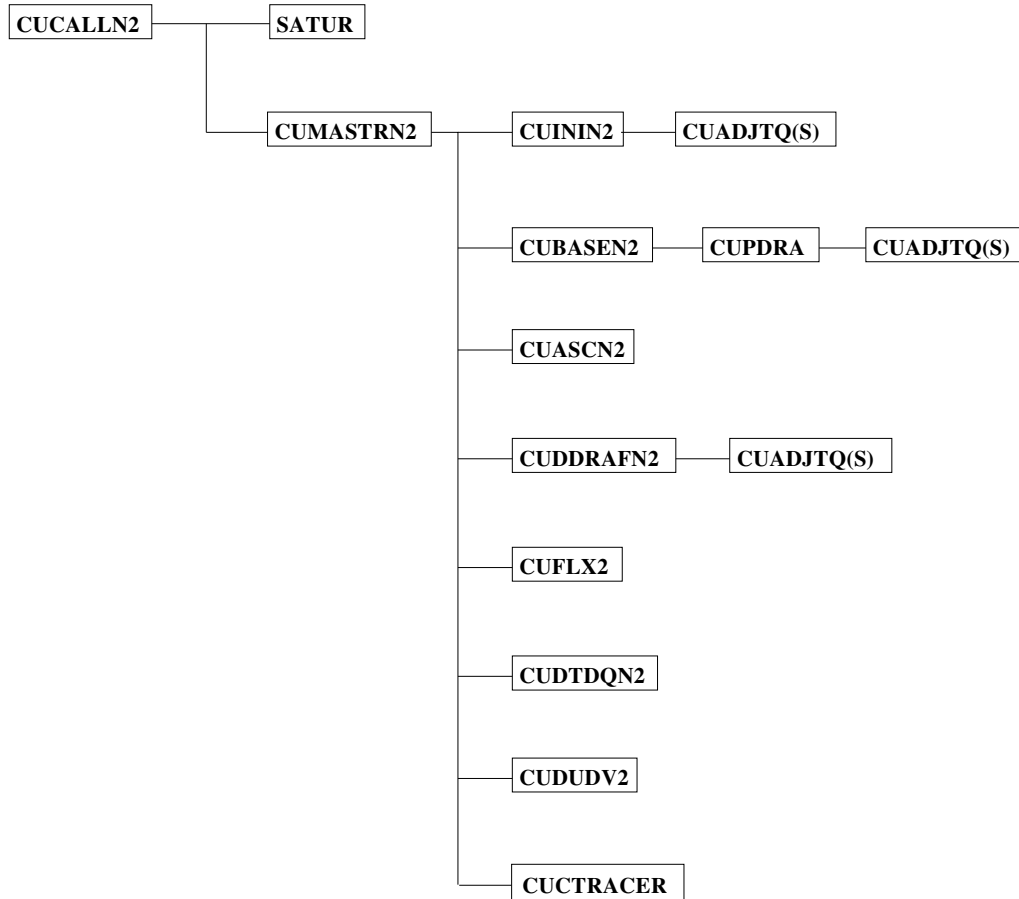 CUCALLN2 SATUR
CUMASTRN2 CUININ2 CUADJTQ(S)
CUBASEN2 CUPDRA CUADJTQ(S)
CUASCN2
CUDDRAFN2 CUADJTQ(S)
CUFLX2
CUDTDQN2
CUDUDV2
CUCTRACER